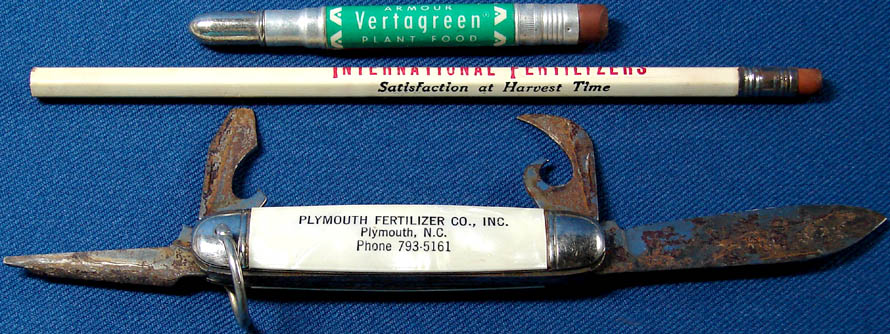 ARMOUR
Vertagreen®
PLANT FOOD
INTERNATIONAL FERTILIZERS
Satisfaction at Harvest Time
PLYMOUTH FERTILIZER CO., INC.
Plymouth, N.C.
Phone 793-5161